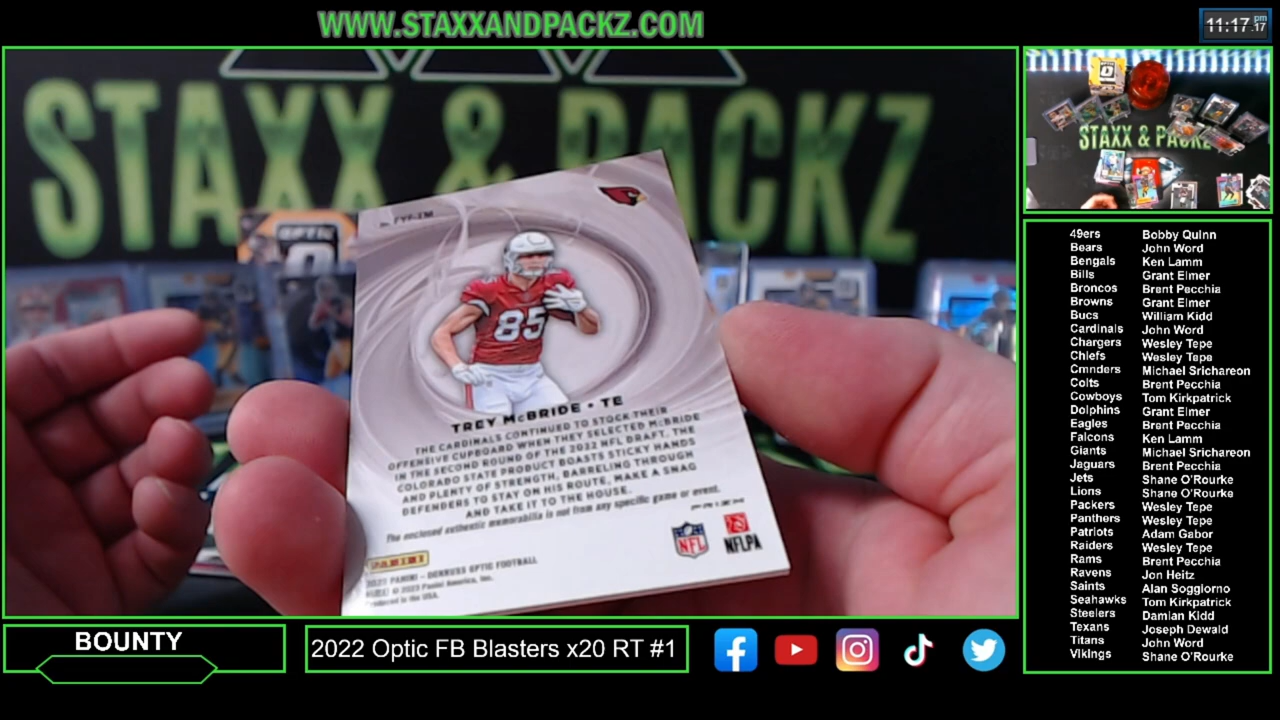 WWW.STAXXANDPACKZ.COM
11:17 pm .17
STAXX & PACKZ
OPTIC
85
TREY McBRIDE • TE
THE CARDINALS CONTINUED TO STOCK THEIR
OFFENSIVE CUPBOARD WHEN THEY SELECTED McBRIDE
IN THE SECOND ROUND OF THE 2022 NFL DRAFT. THE
COLORADO STATE PRODUCT BOASTS STICKY HANDS
AND PLENTY OF STRENGTH, BARRELING THROUGH
DEFENDERS TO STAY ON HIS ROUTE, MAKE A SNAG
AND TAKE IT TO THE HOUSE.
The enclosed authentic memorabilia is not from any specific game or event.
PANINI
PANINI - DONRUSS OPTIC FOOTBALL
© 2023 Panini America, Inc.
Produced in the USA.
NFL
NFLPA
STAXX & PACKZ
49ers Bobby Quinn
Bears John Word
Bengals Ken Lamm
Bills Grant Elmer
Broncos Brent Pecchia
Browns Grant Elmer
Bucs William Kidd
Cardinals John Word
Chargers Wesley Tepe
Chiefs Wesley Tepe
Cmnders Michael Srichareon
Colts Brent Pecchia
Cowboys Tom Kirkpatrick
Dolphins Grant Elmer
Eagles Brent Pecchia
Falcons Ken Lamm
Giants Michael Srichareon
Jaguars Brent Pecchia
Jets Shane O'Rourke
Lions Shane O'Rourke
Packers Wesley Tepe
Panthers Wesley Tepe
Patriots Adam Gabor
Raiders Wesley Tepe
Rams Brent Pecchia
Ravens Jon Heitz
Saints Alan Soggiorno
Seahawks Tom Kirkpatrick
Steelers Damian Kidd
Texans Joseph Dewald
Titans John Word
Vikings Shane O'Rourke
BOUNTY
2022 Optic FB Blasters x20 RT #1